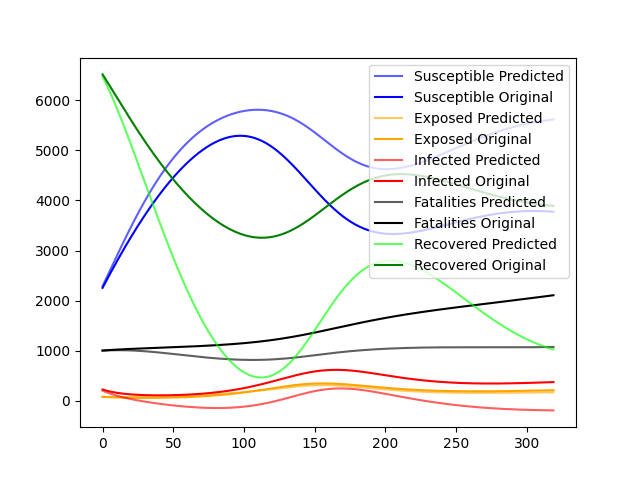 6000
5000
4000
3000
2000
1000
0
0 50 100 150 200 250 300
Susceptible Predicted
Susceptible Original
Exposed Predicted
Exposed Original
Infected Predicted
Infected Original
Fatalities Predicted
Fatalities Original
Recovered Predicted
Recovered Original